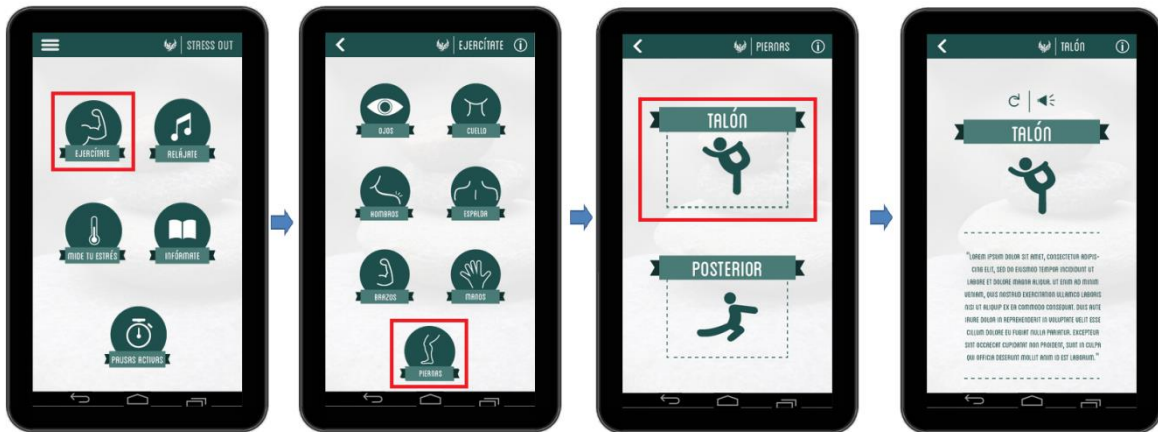 STRESS OUT
EJERCÍTATE
RELÁJATE
MIDE TU ESTRÉS
INFÓRMATE
PAUSAS ACTIVAS
EJERCÍTATE
OJOS
CUELLO
HOMBROS
ESPALDA
BRAZOS
MANOS
PIERNAS
PIERNAS
TALÓN
POSTERIOR
TALÓN
TALÓN
"LOREM IPSUM DOLOR SIT AMET, CONSECTETUR ADIPIS-
CING ELIT, SED DO EIUSMOD TEMPOR INCIDIDUNT UT
LABORE ET DOLORE MAGNA ALIQUA. UT ENIM AD MINIM
VENIAM, QUIS NOSTRUD EXERCITATION ULLAMCO LABORIS
NISI UT ALIQUIP EX EA COMMODO CONSEQUAT. DUIS AUTE
IRURE DOLOR IN REPREHENDERIT IN VOLUPTATE VELIT ESSE
CILLUM DOLORE EU FUGIAT NULLA PARIATUR. EXCEPTEUR
SINT OCCAECAT CUPIDATAT NON PROIDENT, SUNT IN CULPA
QUI OFFICIA DESERUNT MOLLIT ANIM ID EST LABORUM."